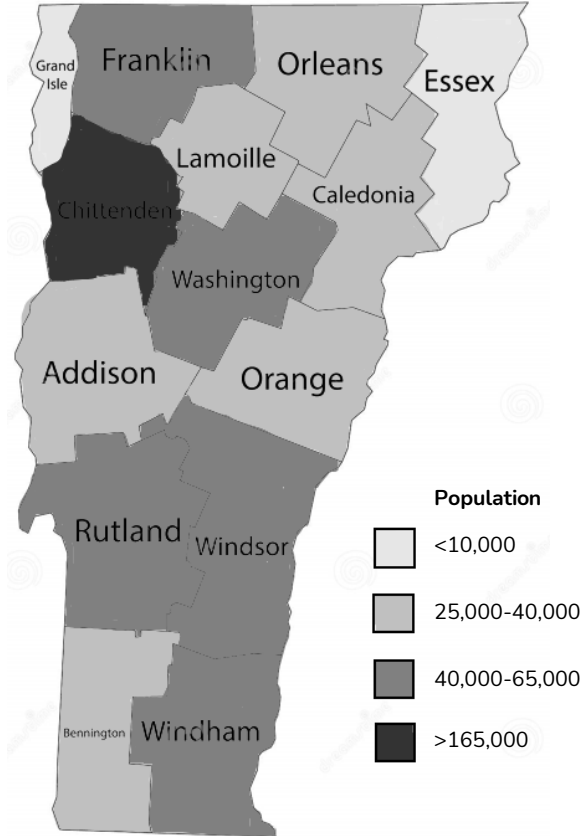 Grand
Isle
Franklin
Orleans
Essex
Lamoille
Caledonia
Chittenden
Washington
Addison
Orange
Rutland
Windsor
Bennington
Windham
Population
<10,000
25,000-40,000
40,000-65,000
>165,000